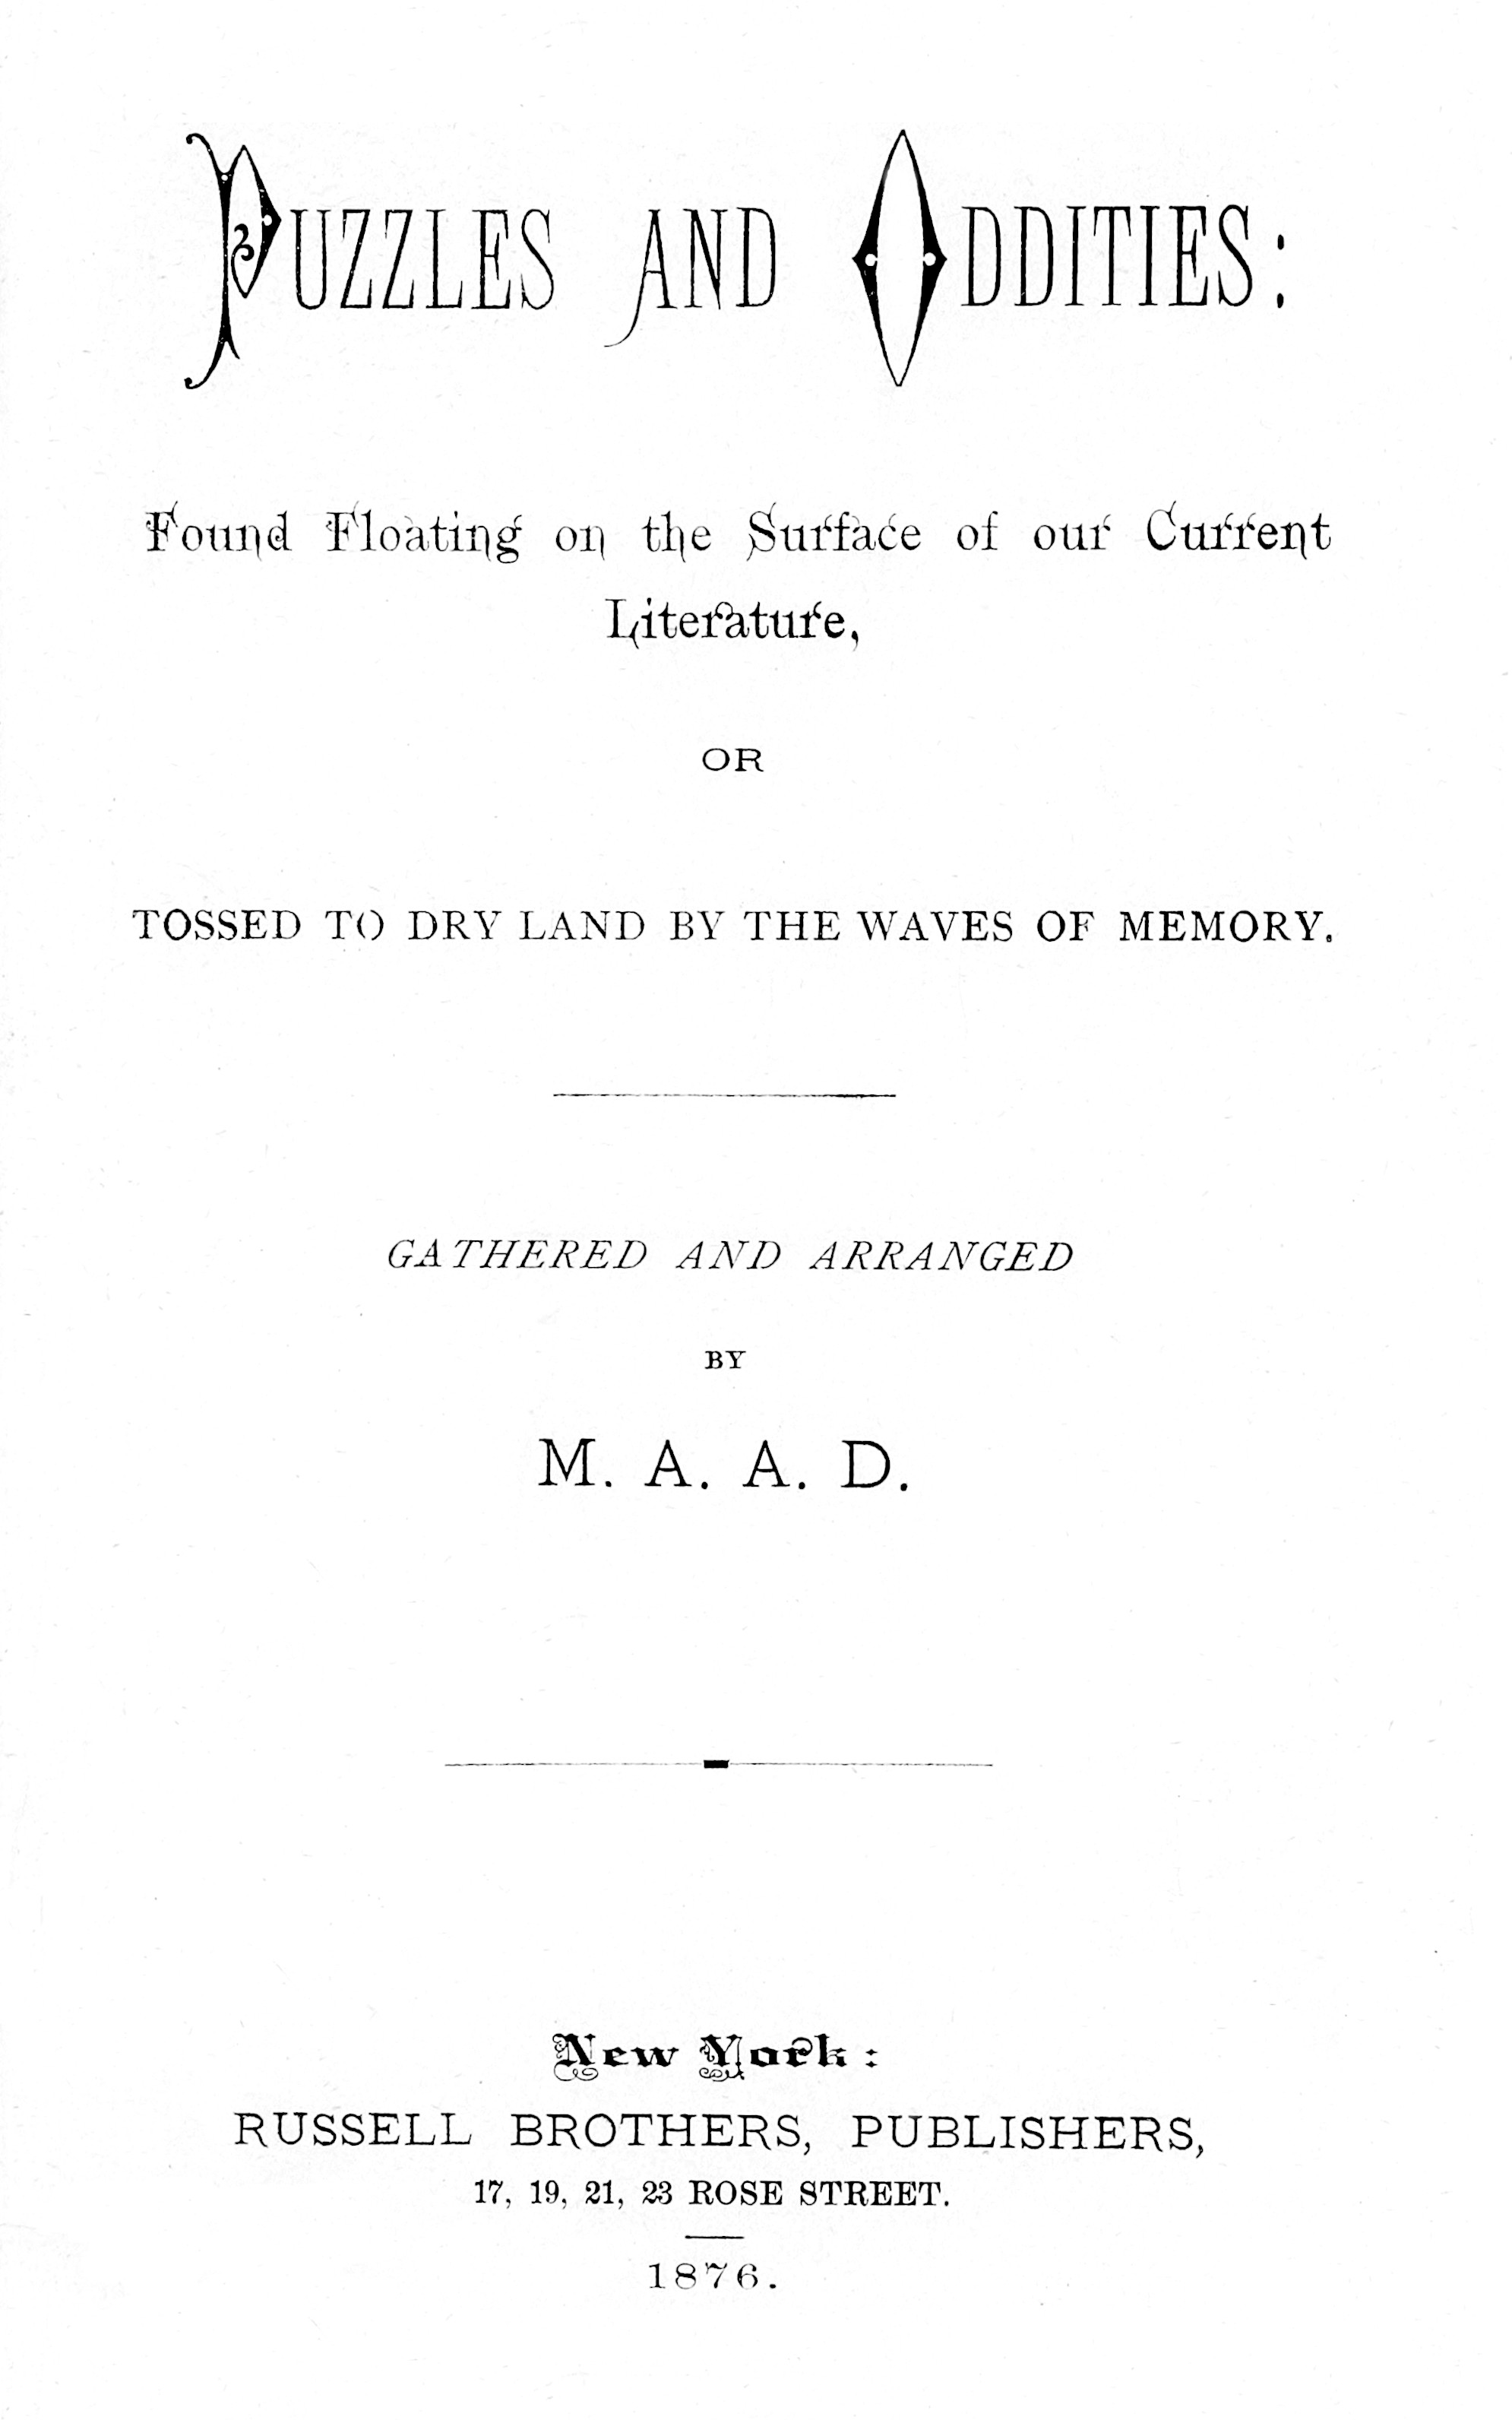 PUZZLES AND ODDITIES:
Found Floating on the Surface of our Current
Literature,
OR
TOSSED TO DRY LAND BY THE WAVES OF MEMORY.
GATHERED AND ARRANGED
BY
M. A. A. D.
New York:
RUSSELL BROTHERS, PUBLISHERS,
17, 19, 21, 23 ROSE STREET.
1876.